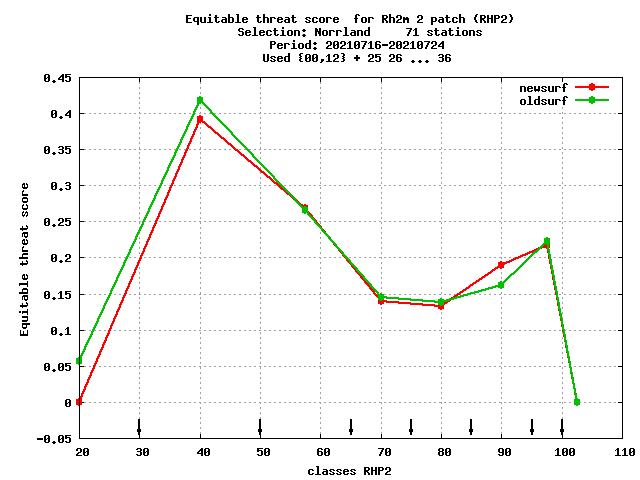 Equitable threat score  for Rh2m 2 patch (RHP2)
Selection: Norrland     71 stations
Period: 20210716-20210724
Used {00,12} + 25 26 ... 36
newsurf
oldsurf
Equitable threat score
0.45
0.4
0.35
0.3
0.25
0.2
0.15
0.1
0.05
0
-0.05
20 30 40 50 60 70 80 90 100 110
classes RHP2